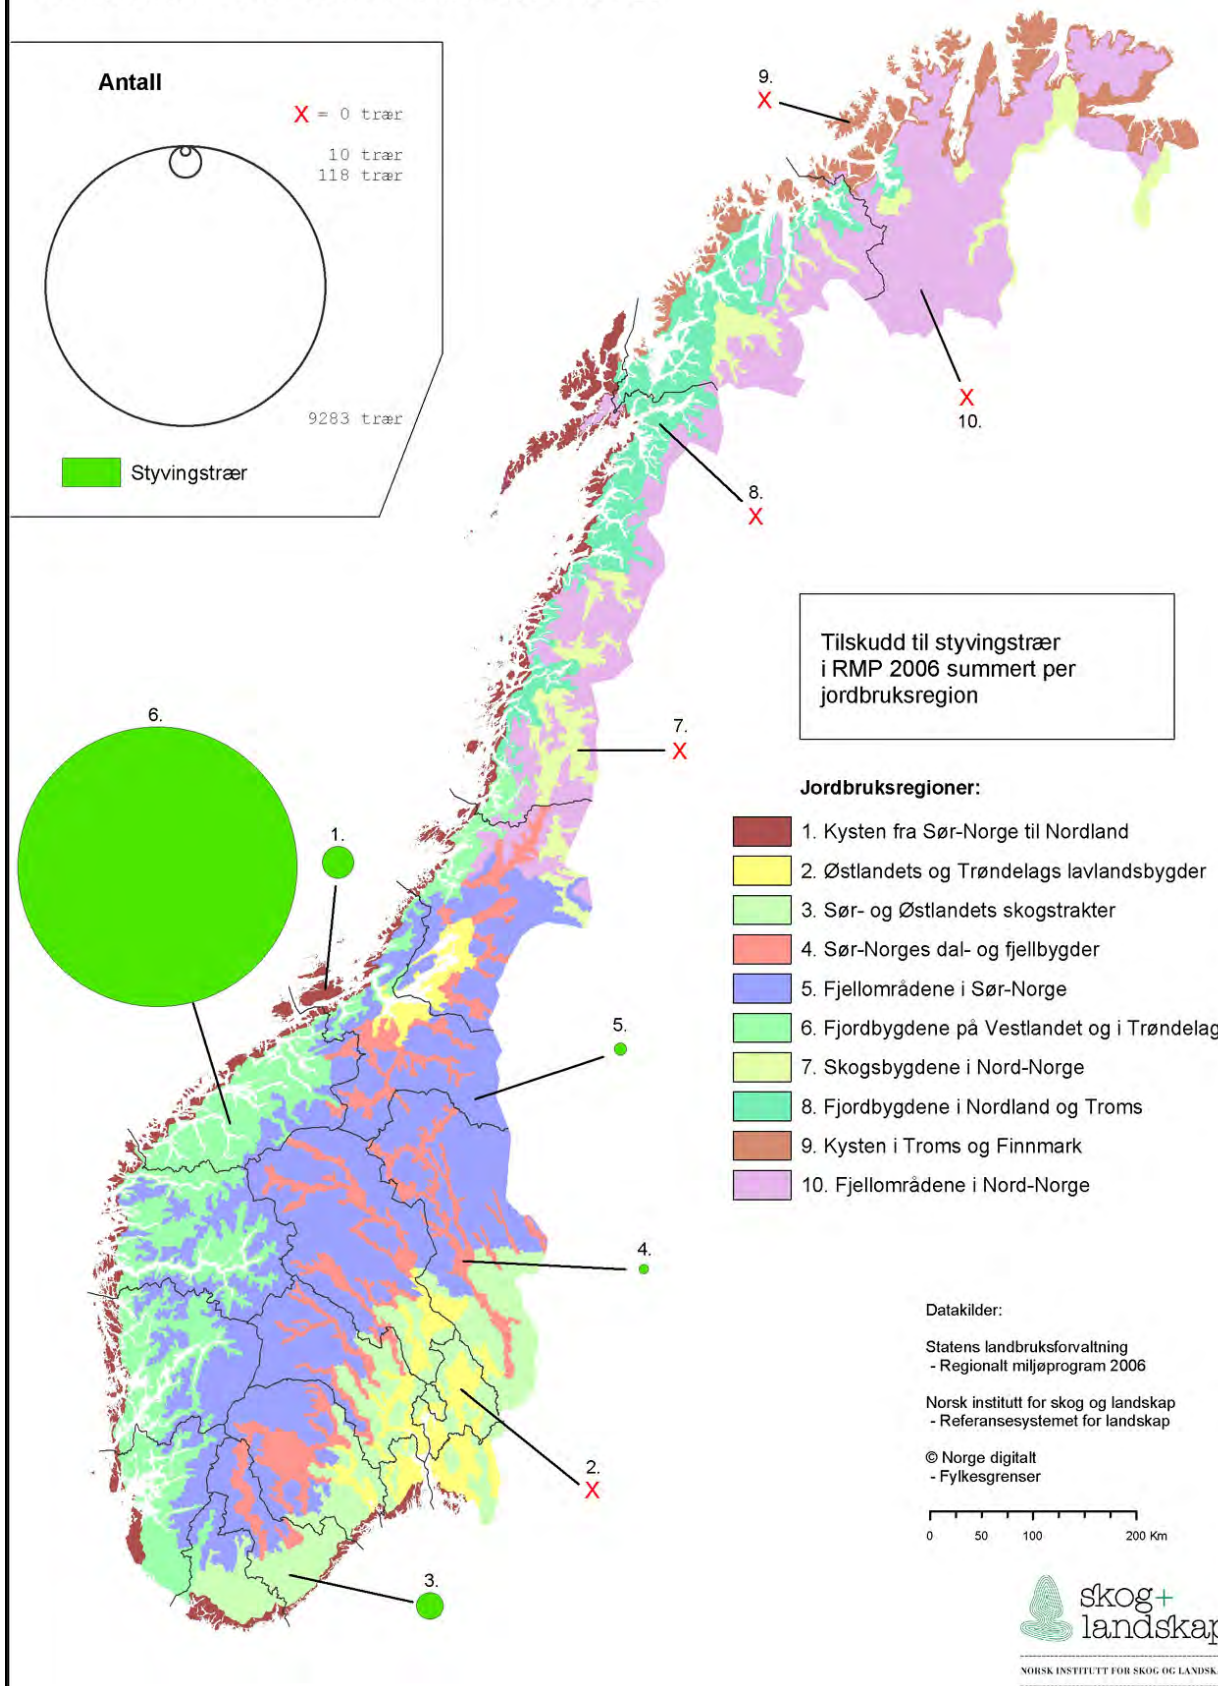 Antall
X = 0 trær
10 trær
118 trær
9283 trær
Styvingstrær
9.
X
X
10.
8.
X
Tilskudd til styvingstrær
i RMP 2006 summert per
jordbruksregion
7.
X
6.
1.
5.
4.
2.
X
3.
Jordbruksregioner:
1. Kysten fra Sør-Norge til Nordland
2. Østlandets og Trøndelags lavlandsbygder
3. Sør- og Østlandets skogstrakter
4. Sør-Norges dal- og fjellbygder
5. Fjellområdene i Sør-Norge
6. Fjordbygdene på Vestlandet og i Trøndelag
7. Skogsbygdene i Nord-Norge
8. Fjordbygdene i Nordland og Troms
9. Kysten i Troms og Finnmark
10. Fjellområdene i Nord-Norge
Datakilder:
Statens landbruksforvaltning
- Regionalt miljøprogram 2006
Norsk institutt for skog og landskap
- Referansesystemet for landskap
© Norge digitalt
- Fylkesgrenser
0 50 100 200 Km
skog+
landskap
NORSK INSTITUTT FOR SKOG OG LANDSKA